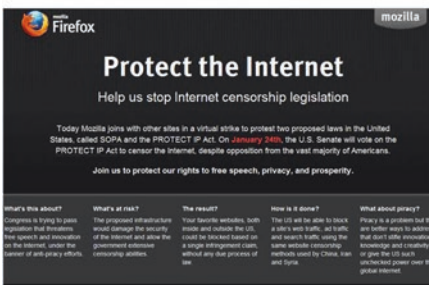 mozilla
Firefox
mozilla
Protect the Internet
Help us stop Internet censorship legislation
Today Mozilla joins with other sites in a virtual strike to protest two proposed laws in the United
States, called SOPA and the PROTECT IP Act. On January 24th, the U.S. Senate will vote on the
PROTECT IP Act to censor the Internet, despite opposition from the vast majority of Americans.
Join us to protect our rights to free speech, privacy, and prosperity.
What's this about?
Congress is trying to pass
legislation that threatens
free speech and innovation
on the internet, under the
banner of anti-piracy efforts.
What's at risk?
The proposed infrastructure
would damage the security
of the Internet and allow the
government extensive
censorship abilities.
The result?
Your favorite websites, both
inside and outside the US,
could be blocked based on
a single infringement claim,
without any due process of
law.
How is it done?
The US will be able to block
a site's web traffic, ad traffic
and search traffic using the
same website censorship
methods used by China, Iran
and Syria.
What about piracy?
Piracy is a problem but
are better ways to addre
that don't stifle innovatio
knowledge and creativity
or give the US such
unchecked power over th
global internet.